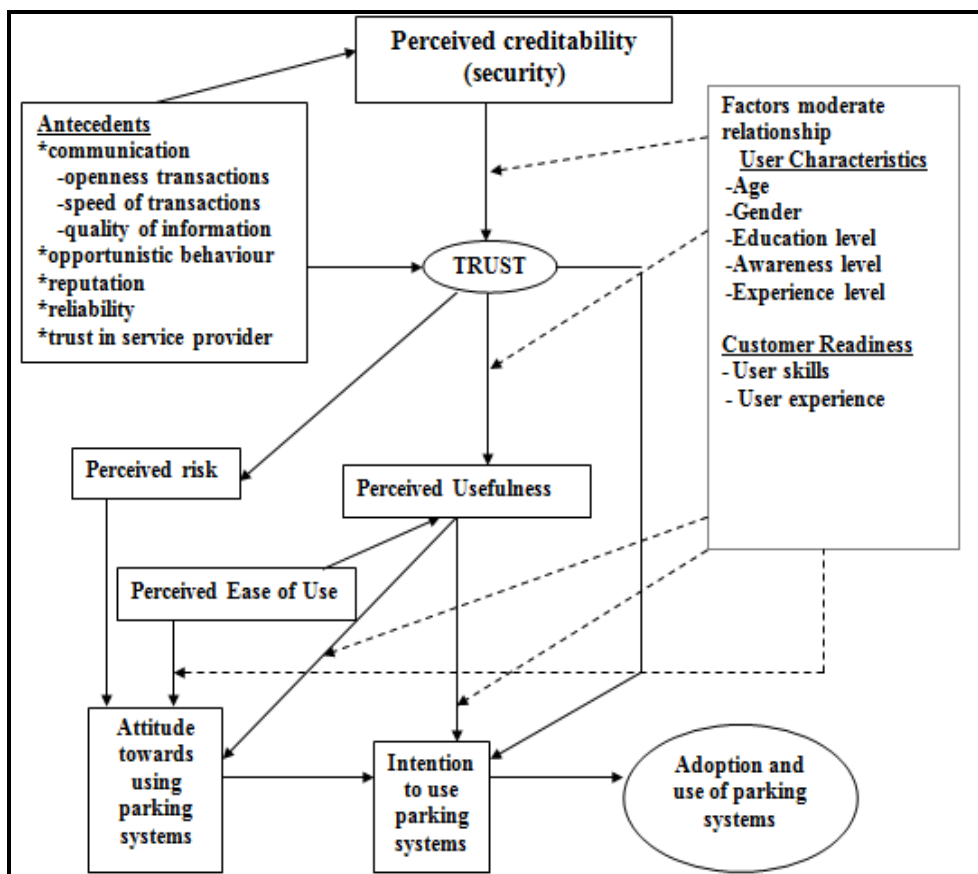 Perceived creditability
(security)
Antecedents
*communication
-openness transactions
-speed of transactions
-quality of information
*opportunistic behaviour
*reputation
*reliability
*trust in service provider
Factors moderate
relationship
User Characteristics
-Age
-Gender
-Education level
-Awareness level
-Experience level
Customer Readiness
- User skills
- User experience
TRUST
Perceived risk
Perceived Usefulness
Perceived Ease of Use
Attitude
towards
using
parking
systems
Intention
to use
parking
systems
Adoption and
use of parking
systems